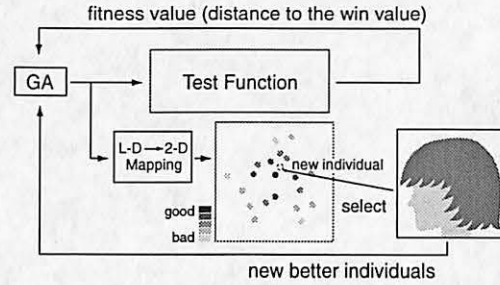 fitness value (distance to the win value)
GA
Test Function
L-D→2-D
Mapping
new individual
select
good
bad
new better individuals